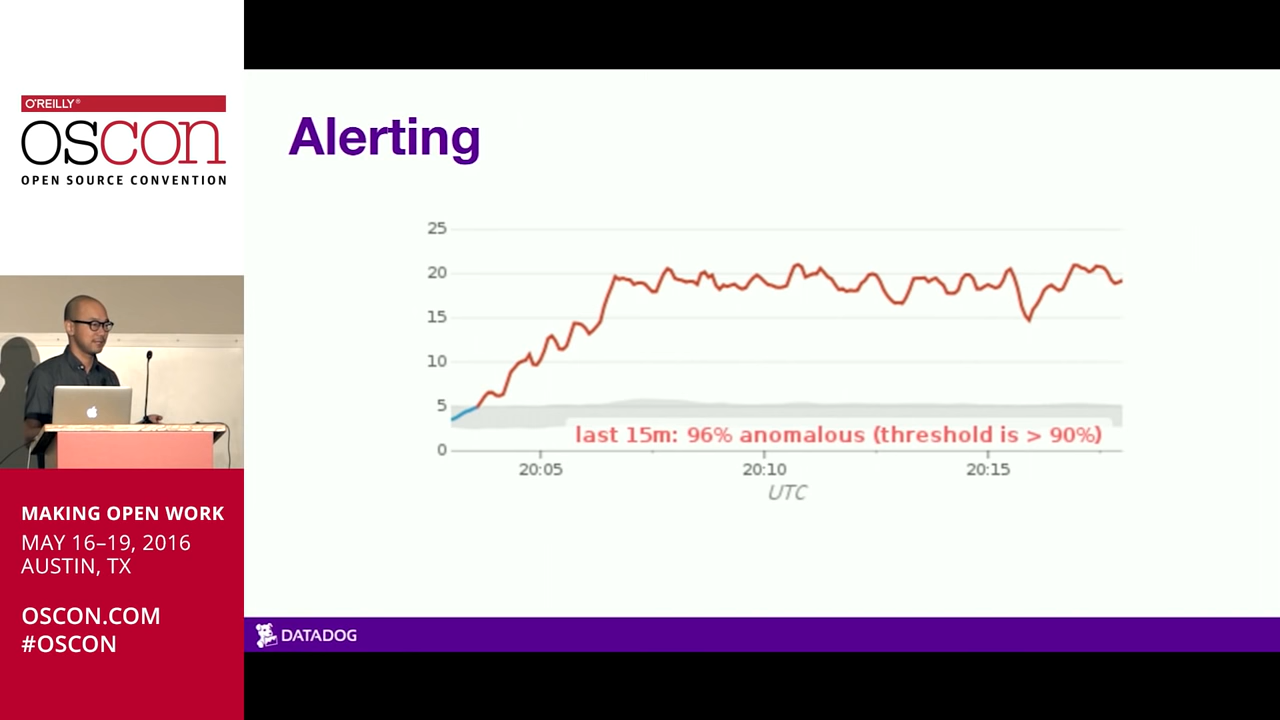 O'REILLY®
OSCON
OPEN SOURCE CONVENTION
MAKING OPEN WORK
MAY 16–19, 2016
AUSTIN, TX
OSCON.COM
#OSCON
Alerting
25
20
15
10
5
0
last 15m: 96% anomalous (threshold is > 90%)
20:05
20:10
20:15
UTC
DATADOG